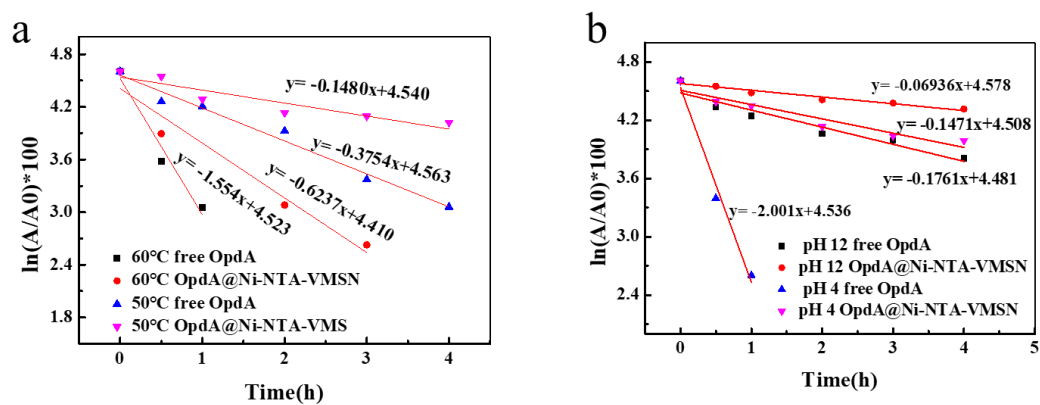 a
ln(A/A0)*100
4.8
4.2
3.6
3.0
2.4
1.8
y= -0.1480x+4.540
y= -0.3754x+4.563
y= -0.6237x+4.410
y= -1.554x+4.523
60°C free OpdA
60°C OpdA@Ni-NTA-VMSN
50°C free OpdA
50°C OpdA@Ni-NTA-VMS
0 1 2 3 4
Time(h)
b
ln(A/A0)*100
4.8
4.2
3.6
3.0
2.4
y= -0.06936x+4.578
y= -0.1471x+4.508
y= -0.1761x+4.481
y= -2.001x+4.536
pH 12 free OpdA
pH 12 OpdA@Ni-NTA-VMSN
pH 4 free OpdA
pH 4 OpdA@Ni-NTA-VMSN
0 1 2 3 4 5
Time(h)